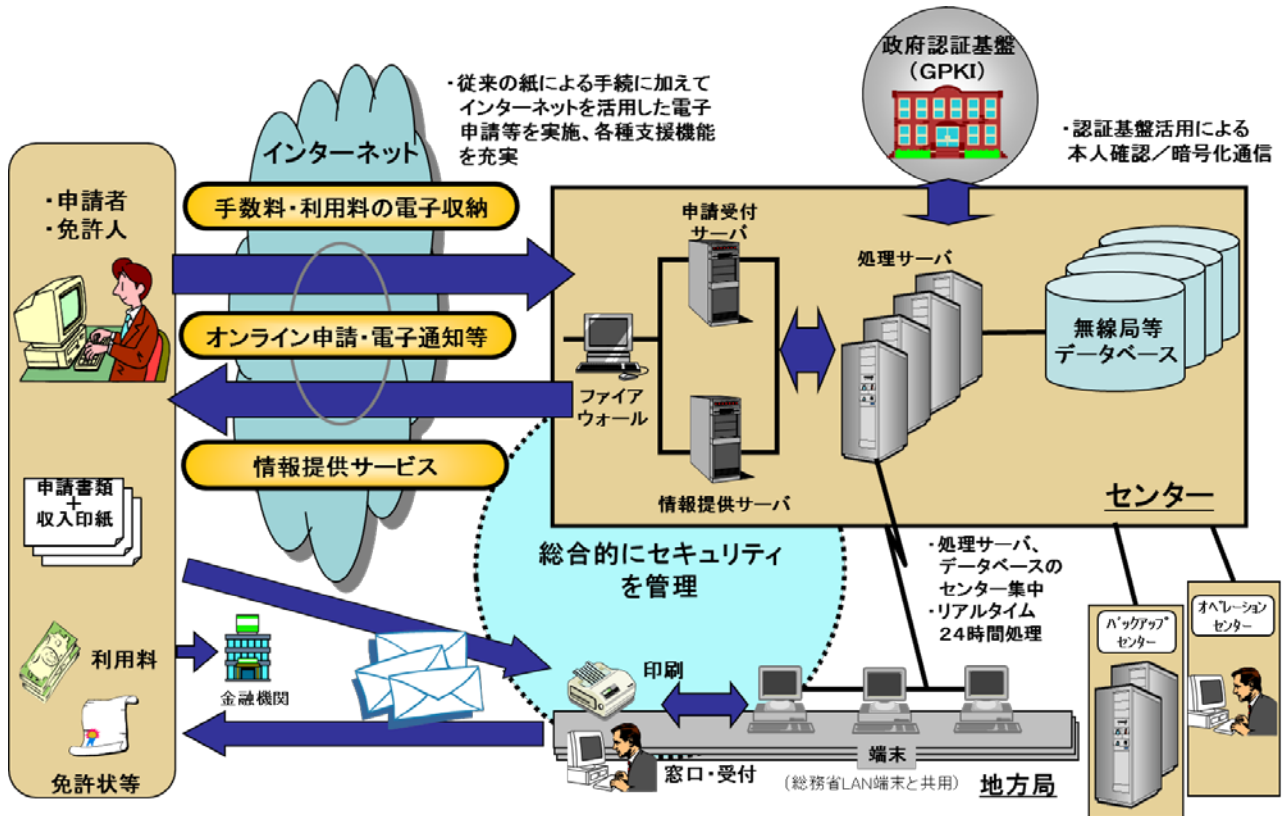 政府認証基盤
(GPKI)
・従来の紙による手続に加えて
インターネットを活用した電子
申請等を実施、各種支援機能
を充実
・認証基盤活用による
本人確認／暗号化通信
インターネット
・申請者
・免許人
手数料・利用料の電子収納
オンライン申請・電子通知等
情報提供サービス
申請受付
サーバ
処理サーバ
無線局等
データベース
ファイア
ウォール
情報提供サーバ
センター
申請書類
＋
収入印紙
総合的にセキュリティ
を管理
・処理サーバ、
データベースの
センター集中
・リアルタイム
24時間処理
バックアップ
センター
オペレーション
センター
利用料
金融機関
印刷
免許状等
窓口・受付
端末
(総務省LAN端末と共用)
地方局